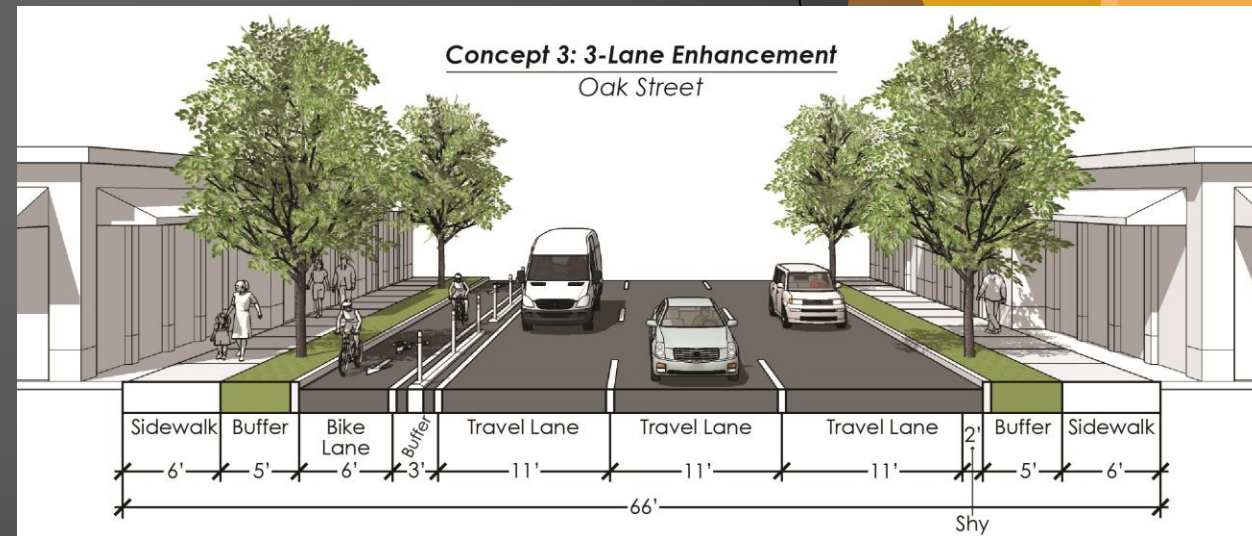 Concept 3: 3-Lane Enhancement
Oak Street
Sidewalk
Buffer
Bike
Lane
Buffer
Travel Lane
Travel Lane
Travel Lane
2'
Buffer
Sidewalk
6'
5'
6'
3'
11'
11'
11'
5'
6'
66'
Shy